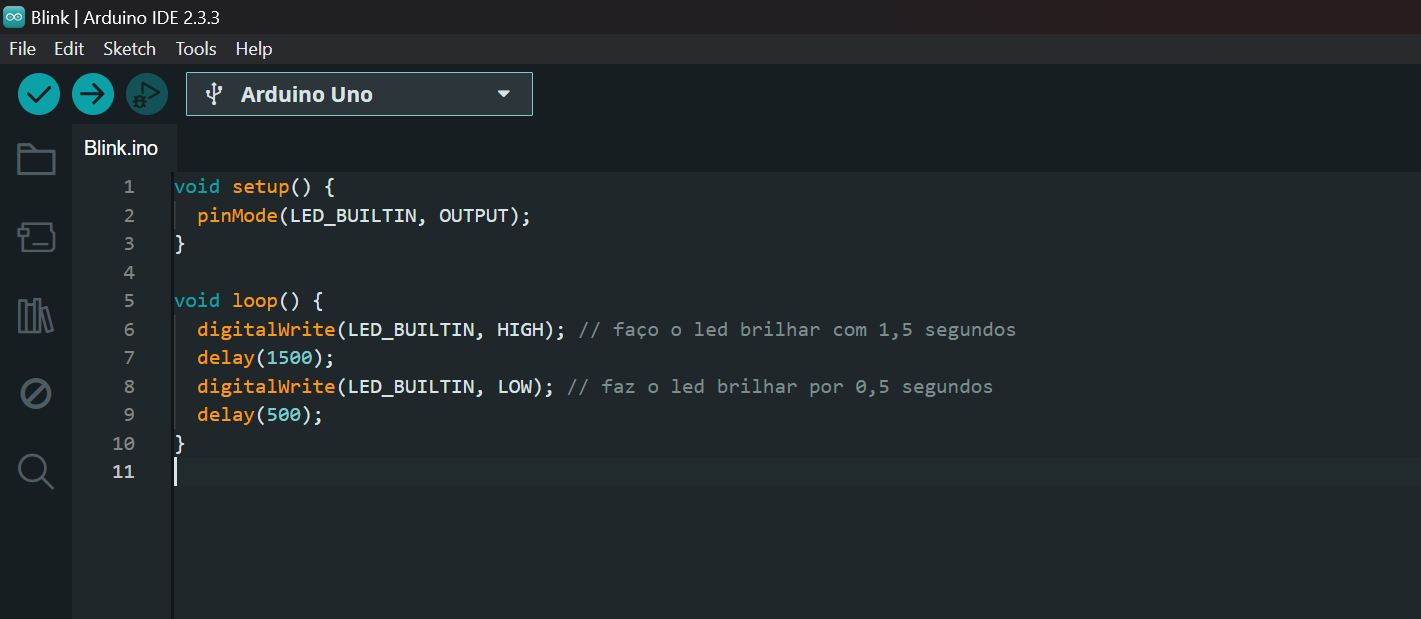 Blink | Arduino IDE 2.3.3
File Edit Sketch Tools Help
Arduino Uno
Blink.ino
1 void setup() {
2 pinMode(LED_BUILTIN, OUTPUT);
3 }
4
5 void loop() {
6 digitalWrite(LED_BUILTIN, HIGH); // faço o led brilhar com 1,5 segundos
7 delay(1500);
8 digitalWrite(LED_BUILTIN, LOW); // faz o led brilhar por 0,5 segundos
9 delay(500);
10 }
11